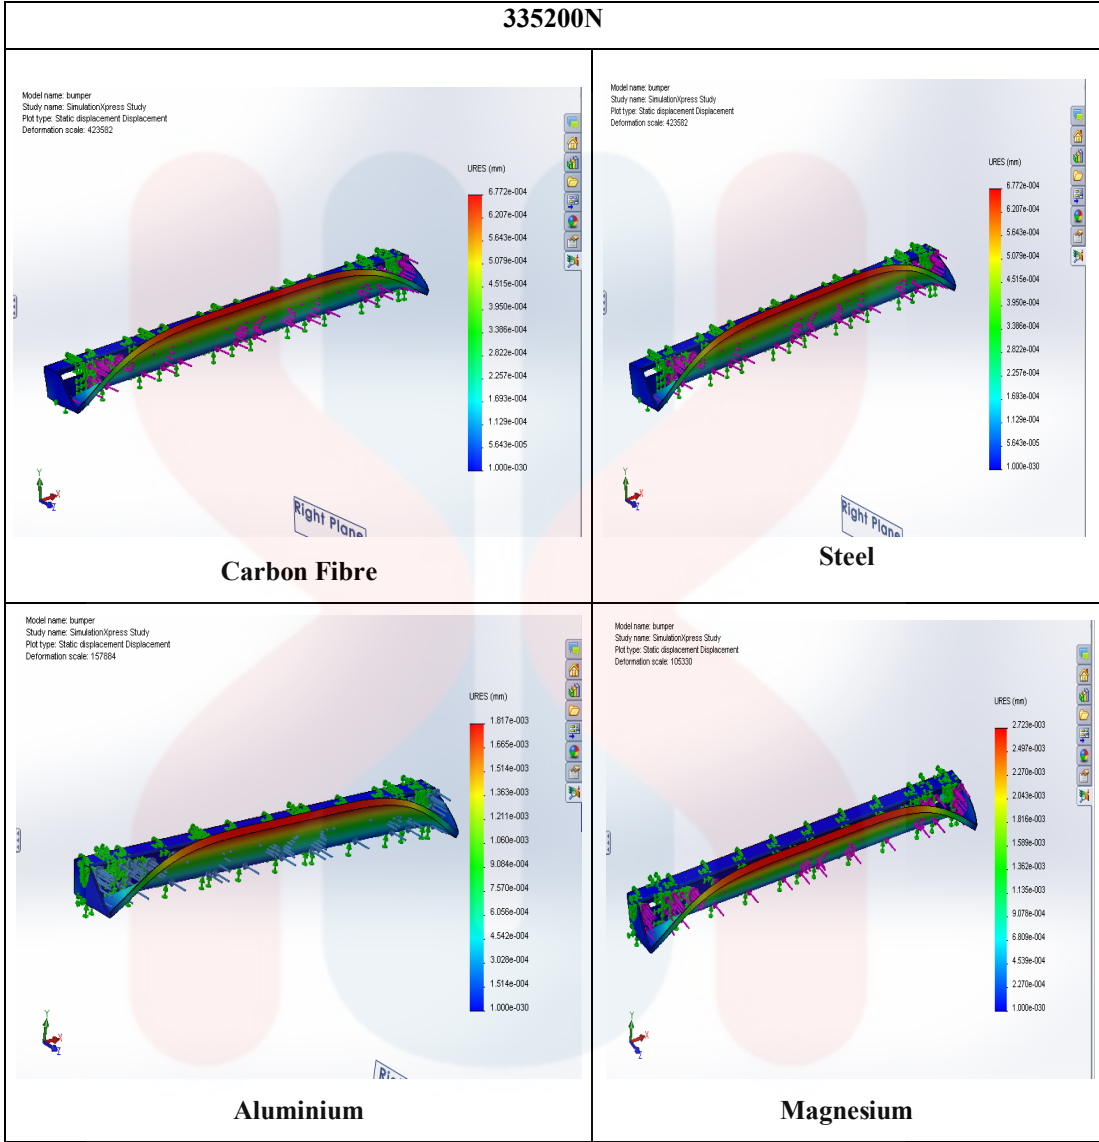 335200N
Model name: bumper
Study name: SimulationXpress Study
Plot type: Static displacement Displacement
Deformation scale: 423582
URES (mm)
6.772e-004
6.207e-004
5.643e-004
5.079e-004
4.515e-004
3.950e-004
3.386e-004
2.822e-004
2.257e-004
1.693e-004
1.129e-004
5.643e-005
1.000e-030
Y
X
Z
Right Plane
Carbon Fibre
Model name: bumper
Study name: SimulationXpress Study
Plot type: Static displacement Displacement
Deformation scale: 423582
URES (mm)
6.772e-004
6.207e-004
5.643e-004
5.079e-004
4.515e-004
3.950e-004
3.386e-004
2.822e-004
2.257e-004
1.693e-004
1.129e-004
5.643e-005
1.000e-030
Y
X
Z
Right Plane
Steel
Model name: bumper
Study name: SimulationXpress Study
Plot type: Static displacement Displacement
Deformation scale: 157884
URES (mm)
1.817e-003
1.665e-003
1.514e-003
1.363e-003
1.211e-003
1.060e-003
9.084e-004
7.570e-004
6.056e-004
4.542e-004
3.028e-004
1.514e-004
1.000e-030
Y
X
Z
Aluminium
Model name: bumper
Study name: SimulationXpress Study
Plot type: Static displacement Displacement
Deformation scale: 105330
URES (mm)
2.723e-003
2.497e-003
2.270e-003
2.043e-003
1.816e-003
1.589e-003
1.362e-003
1.135e-003
9.078e-004
6.809e-004
4.539e-004
2.270e-004
1.000e-030
Y
X
Z
Magnesium